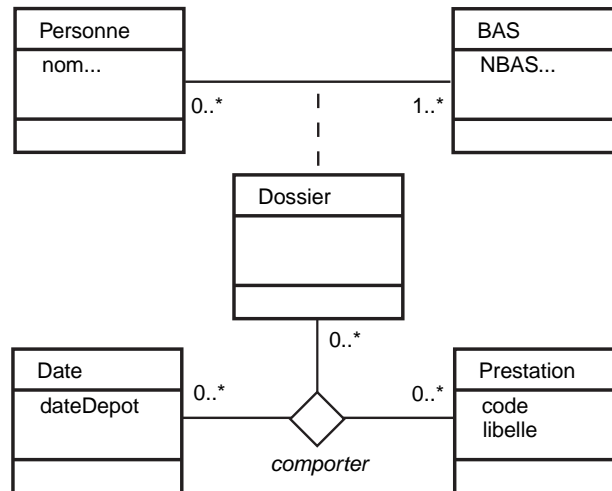 Personne
nom...
BAS
NBAS...
0..*
1..*
Dossier
0..*
Date
dateDepot
0..*
0..*
Prestation
code
libelle
comporter